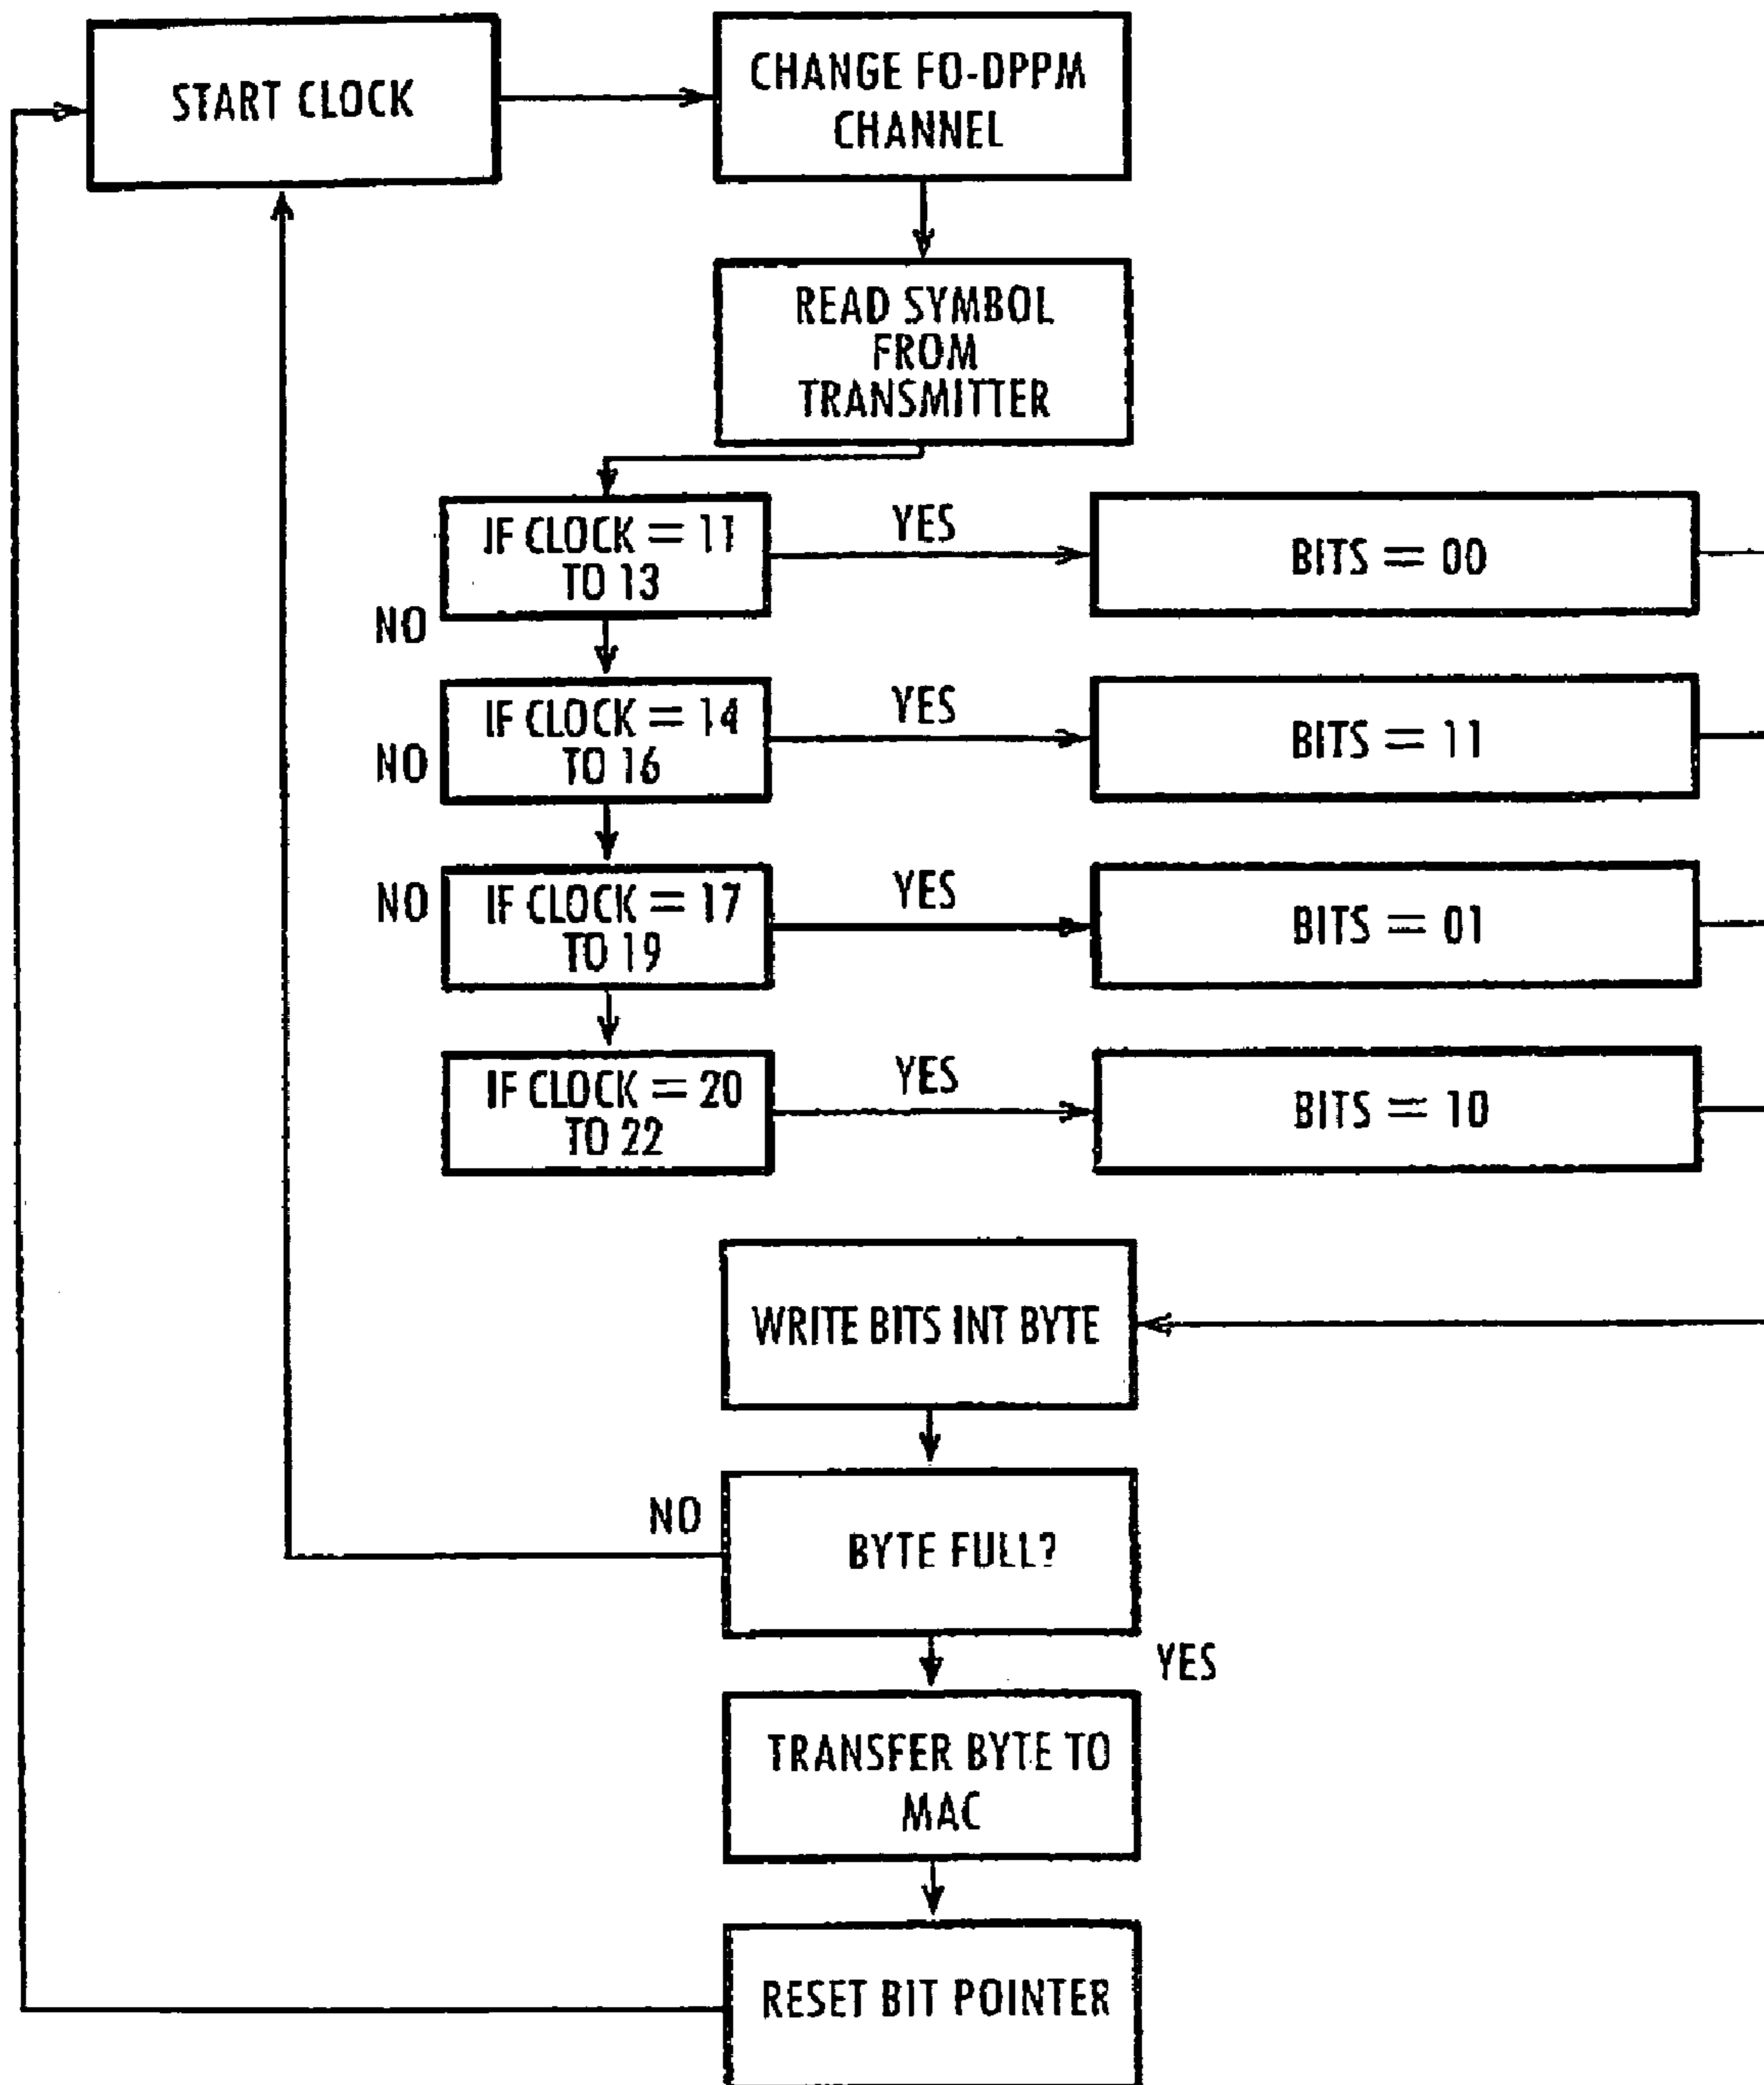 START CLOCK
CHANGE FO-DPPM
CHANNEL
READ SYMBOL
FROM
TRANSMITTER
IF CLOCK = 11
TO 13
YES
BITS = 00
NO
IF CLOCK = 14
TO 16
YES
BITS = 11
NO
IF CLOCK = 17
TO 19
YES
BITS = 01
NO
IF CLOCK = 20
TO 22
YES
BITS = 10
WRITE BITS INT BYTE
BYTE FULL?
NO
YES
TRANSFER BYTE TO
MAC
RESET BIT POINTER